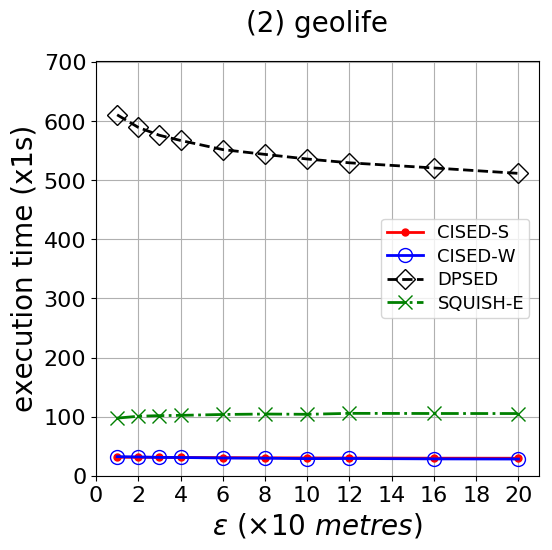 (2) geolife
execution time (x1s)
700
600
500
400
300
200
100
0
CISED-S
CISED-W
DPSED
SQUISH-E
0 2 4 6 8 10 12 14 16 18 20
ε (×10 metres)